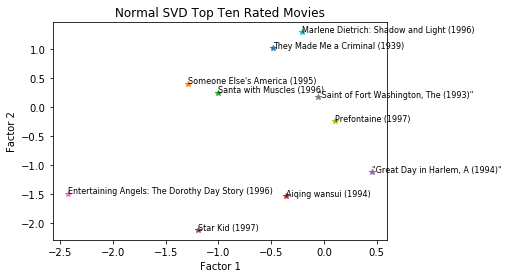 Normal SVD Top Ten Rated Movies
Marlene Dietrich: Shadow and Light (1996)
They Made Me a Criminal (1939)
Someone Else's America (1995)
Santa with Muscles (1996)
"Saint of Fort Washington, The (1993)"
Prefontaine (1997)
"Great Day in Harlem, A (1994)"
Entertaining Angels: The Dorothy Day Story (1996)
Aiqing wansui (1994)
Star Kid (1997)
Factor 2
1.0
0.5
0.0
−0.5
−1.0
−1.5
−2.0
−2.5
−2.0
−1.5
−1.0
−0.5
0.0
0.5
Factor 1